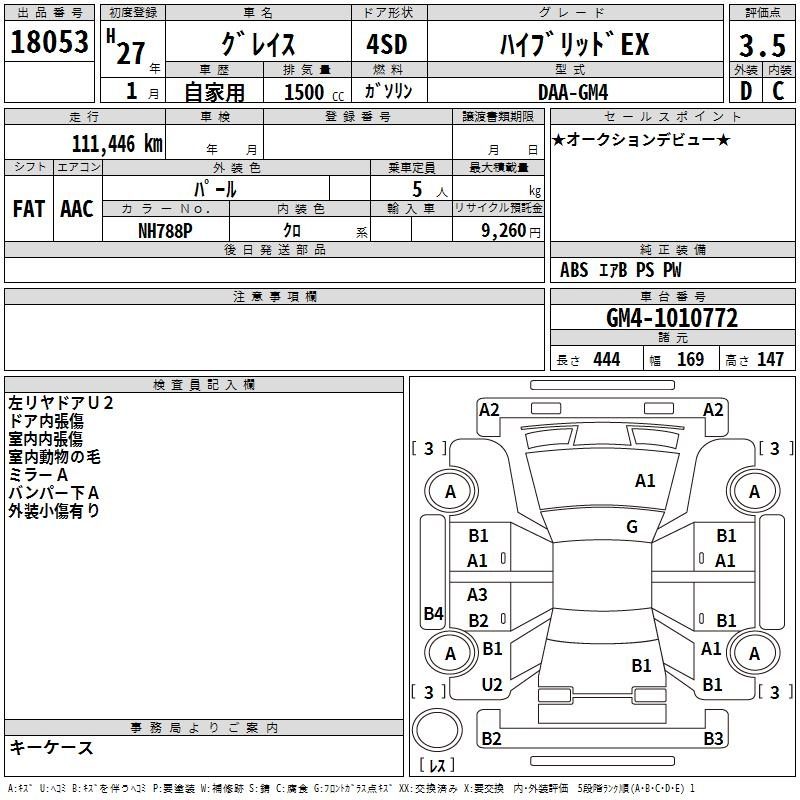 出品番号 初度登録 車名 ドア形状 グレード 評価点
18053 H 27 年 グレイス 4SD ハイブリッドEX 3.5
車歴 排気量 燃料 型式 外装 内装
1 月 自家用 1500 CC ガソリン DAA-GM4 D C
走行 車検 登録番号 譲渡書類期限 セールスポイント
111,446 km 年 月 月 日 ★オークションデビュー★
シフト エアコン 外装色 乗車定員 最大積載量
FAT AAC パール 5 人 kg
カラーNo. 内装色 輸入車 リサイクル預託金
NH788P クロ 系 9,260 円
後日発送部品 純正装備
ABS エアB PS PW
注意事項欄 車台番号
GM4-1010772
諸元
長さ 444 幅 169 高さ 147
検査員記入欄
左リヤドアU2
ドア内張傷
室内内張傷
室内動物の毛
ミラーA
バンパー下A
外装小傷有り
事務局よりご案内
キーケース
A2 A2
[ 3 ] [ 3 ]
A1
A A
G
B1 B1
A1 A1
A3
B4 B2 B1
B1 A1
A A
B1
U2 B1
[ 3 ] [ 3 ]
B2 B3
[ レス ]
A:キズ U:ヘコミ B:キズを伴うヘコミ P:要塗装 W:補修跡 S:錆 C:腐食 G:フロントガラス点キズ XX:交換済み X:要交換 内・外装評価 5段階ランク順(A・B・C・D・E) 1